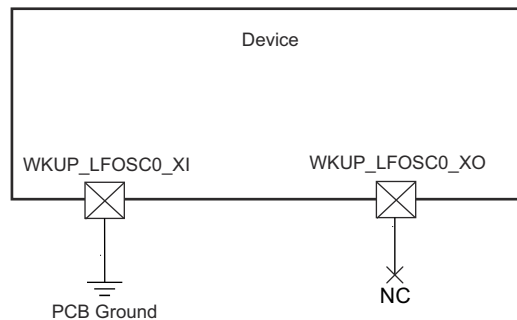 Device
WKUP_LFOSC0_XI
WKUP_LFOSC0_XO
PCB Ground
NC